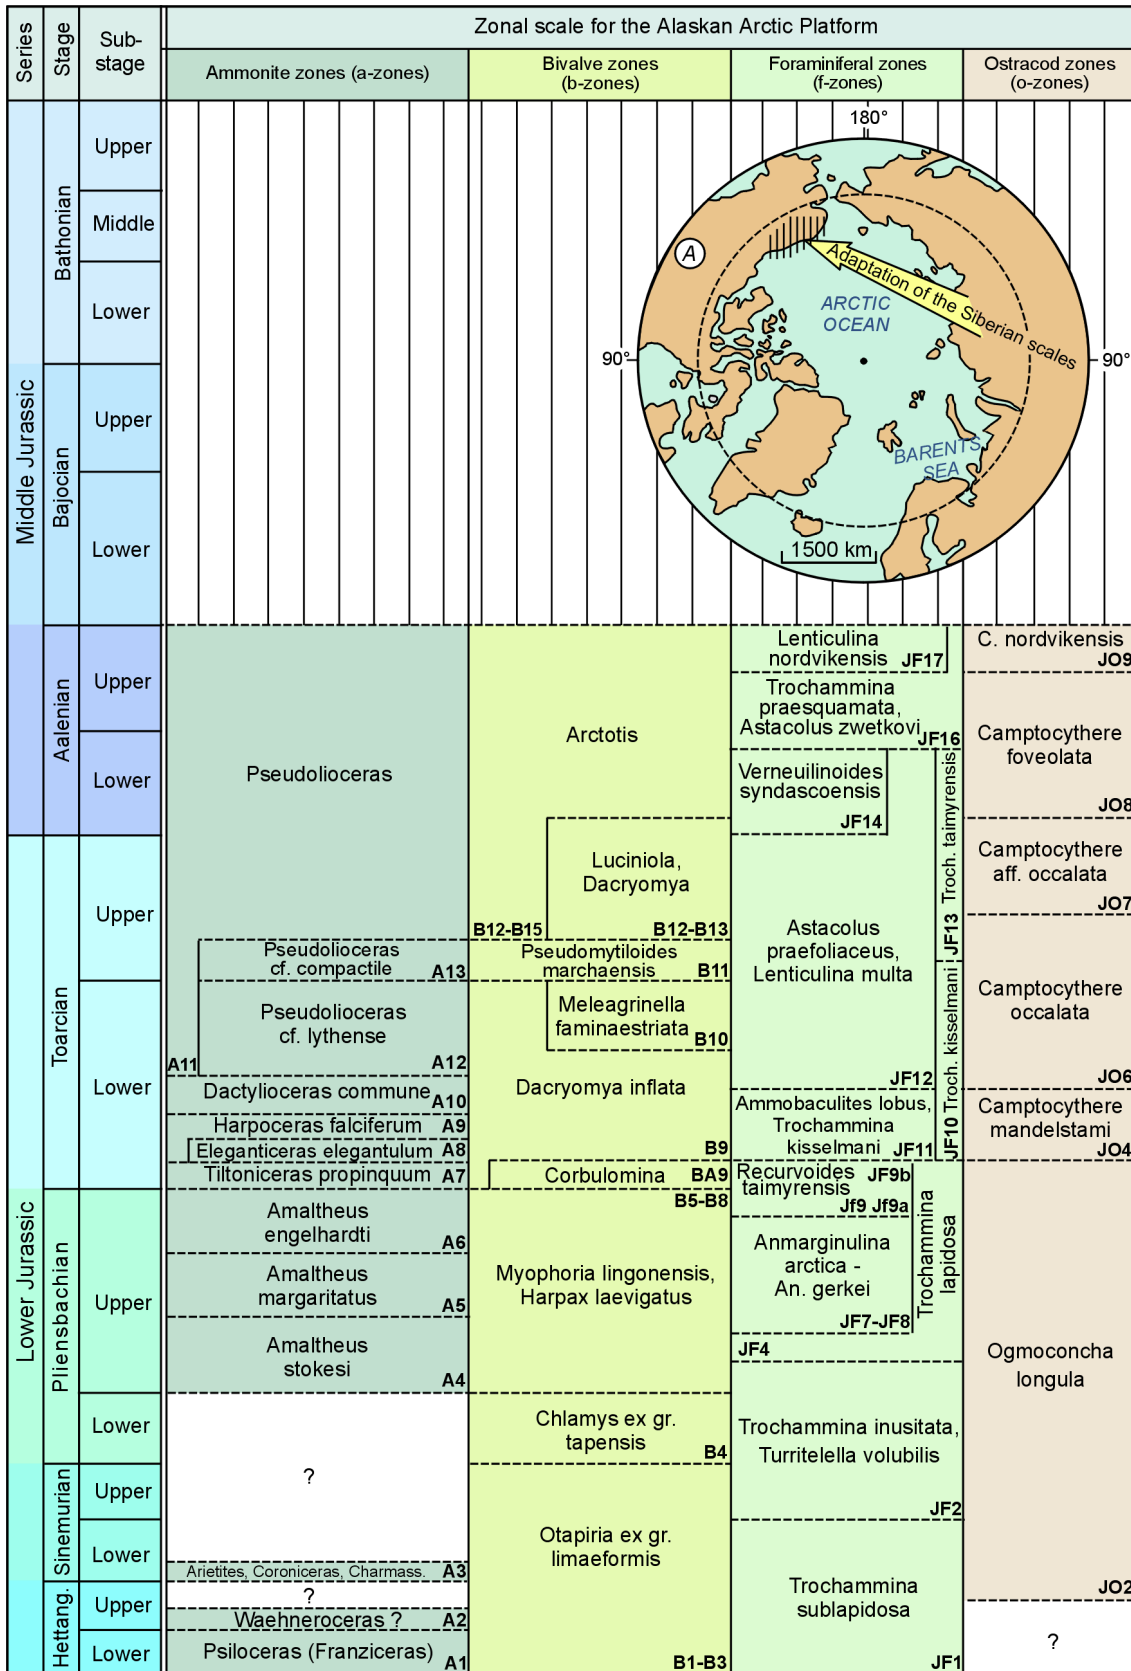 Zonal scale for the Alaskan Arctic Platform
Series
Stage
Sub-
stage
Ammonite zones (a-zones)
Bivalve zones
(b-zones)
Foraminiferal zones
(f-zones)
Ostracod zones
(o-zones)
Middle Jurassic
Lower Jurassic
Bathonian
Bajocian
Aalenian
Toarcian
Pliensbachian
Sinemurian
Hettang.
Upper
Middle
Lower
Upper
Lower
Upper
Lower
Upper
Lower
Upper
Lower
Upper
Lower
Upper
Lower
180°
90°
90°
A
Adaptation of the Siberian scales
ARCTIC
OCEAN
BARENTS
SEA
1500 km
Pseudolioceras
Pseudolioceras
cf. compactile A13
Pseudolioceras
cf. lythense
A11
A12
Dactylioceras commune A10
Harpoceras falciferum A9
Eleganticeras elegantulum A8
Tiltoniceras propinquum A7
Amaltheus
engelhardti
A6
Amaltheus
margaritatus
A5
Amaltheus
stokesi
A4
?
Arietites, Coroniceras, Charmass. A3
?
Waehneroceras ? A2
Psiloceras (Franziceras) A1
Arctotis
Luciniola,
Dacryomya
B12-B15
B12-B13
Pseudomytiloides
marchaensis B11
Meleagrinella
faminaestriata B10
Dacryomya inflata
B9
Corbulomina BA9
B5-B8
Myophoria lingonensis,
Harpax laevigatus
Chlamys ex gr.
tapensis B4
Otapiria ex gr.
limaeformis
B1-B3
Lenticulina
nordvikensis JF17
Trochammina
praesquamata,
Astacolus zwetkovi
JF16
Verneuilinoides
syndascoensis
JF14
Troch. taimyrensis
JF13
Astacolus
praefoliaceus,
Lenticulina multa
JF12
Troch. kisselmani
JF10
Ammobaculites lobus,
Trochammina
kisselmani
JF11
Recurvoides JF9b
taimyrensis
Jf9 Jf9a
Anmarginulina
arctica -
An. gerkei
JF7-JF8
Trochammina
lapidosa
JF4
Trochammina inusitata,
Turritelella volubilis
JF2
Trochammina
sublapidosa
JF1
C. nordvikensis
JO9
Camptocythere
foveolata
JO8
Camptocythere
aff. occalata
JO7
Camptocythere
occalata
JO6
Camptocythere
mandelstami
JO4
Ogmoconcha
longula
JO2
?